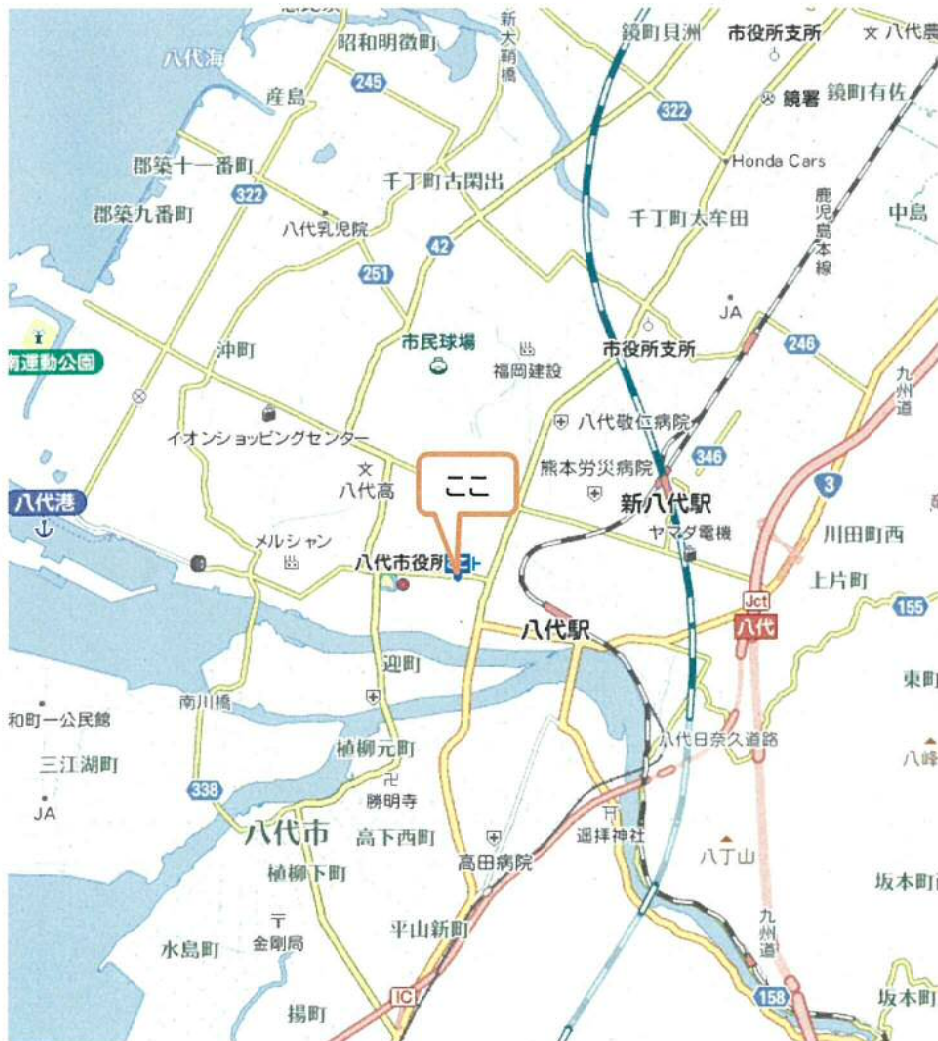 新大鞘橋
鏡町貝洲
市役所支所
八代農
昭和明徴町
八代海
245
産島
322
鏡署
鏡町有佐
郡築十一番町
千丁町古閑出
Honda Cars
322
郡築九番町
八代乳児院
千丁町太牟田
鹿児島本線
中島
42
251
JA
市民球場
南運動公園
沖町
福岡建設
市役所支所
246
九州道
イオンショッピングセンター
八代敬仁病院
熊本労災病院
346
八代高
ここ
3
八代港
新八代駅
メルシャン
ヤマダ電機
川田町西
八代市役所
上片町
Jct
八代
155
八代駅
迎町
東町
南川橋
和町一公民館
植柳元町
八代日奈久道路
三江湖町
八峰
338
勝明寺
JA
八代市
高下西町
遥拝神社
八丁山
植柳下町
高田病院
坂本町
金剛局
平山新町
九州道
水島町
IC
158
坂本町
揚町